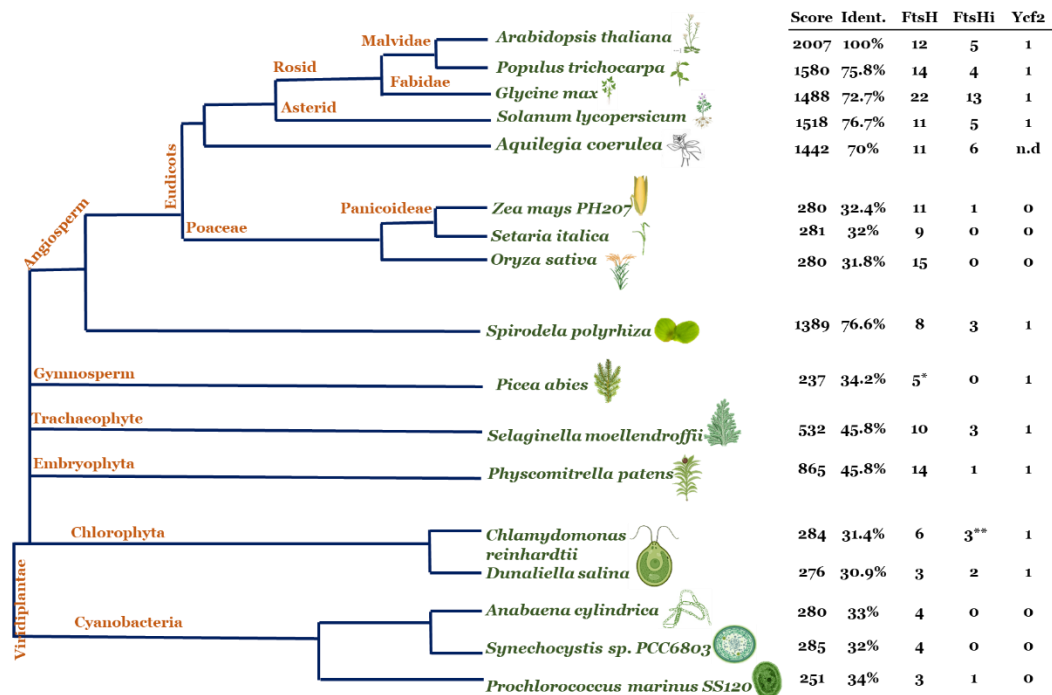 Score Ident. FtsH FtsHi Ycf2
Malvidae
Arabidopsis thaliana 2007 100% 12 5 1
Rosid
Populus trichocarpa 1580 75.8% 14 4 1
Fabidae
Glycine max 1488 72.7% 22 13 1
Asterid
Solanum lycopersicum 1518 76.7% 11 5 1
Aquilegia coerulea 1442 70% 11 6 n.d
Eudicots
Panicoideae
Zea mays PH207 280 32.4% 11 1 0
Poaceae
Setaria italica 281 32% 9 0 0
Oryza sativa 280 31.8% 15 0 0
Angiosperm
Spirodela polyrhiza 1389 76.6% 8 3 1
Gymnosperm
Picea abies 237 34.2% 5* 0 1
Trachaeophyte
Selaginella moellendroffii 532 45.8% 10 3 1
Embryophyta
Physcomitrella patens 865 45.8% 14 1 1
Chlorophyta
Chlamydomonas 284 31.4% 6 3** 1
reinhardtii
Dunaliella salina 276 30.9% 3 2 1
Viridiplantae
Anabaena cylindrica 280 33% 4 0 0
Cyanobacteria
Synechocystis sp. PCC6803 285 32% 4 0 0
Prochlorococcus marinus SS120 251 34% 3 1 0